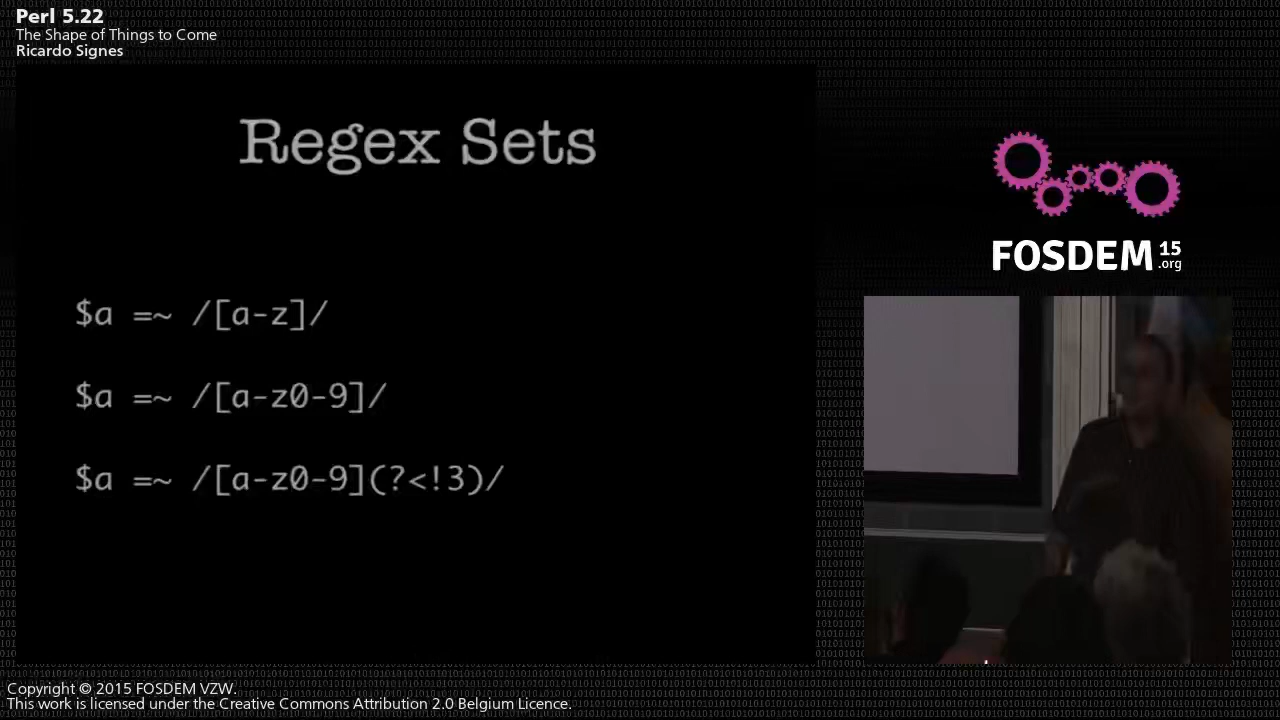 Perl 5.22
The Shape of Things to Come
Ricardo Signes
Regex Sets
$a =~ /[a-z]/
$a =~ /[a-z0-9]/
$a =~ /[a-z0-9](?<!3)/
FOSDEM 15
.org
Copyright © 2015 FOSDEM VZW.
This work is licensed under the Creative Commons Attribution 2.0 Belgium Licence.